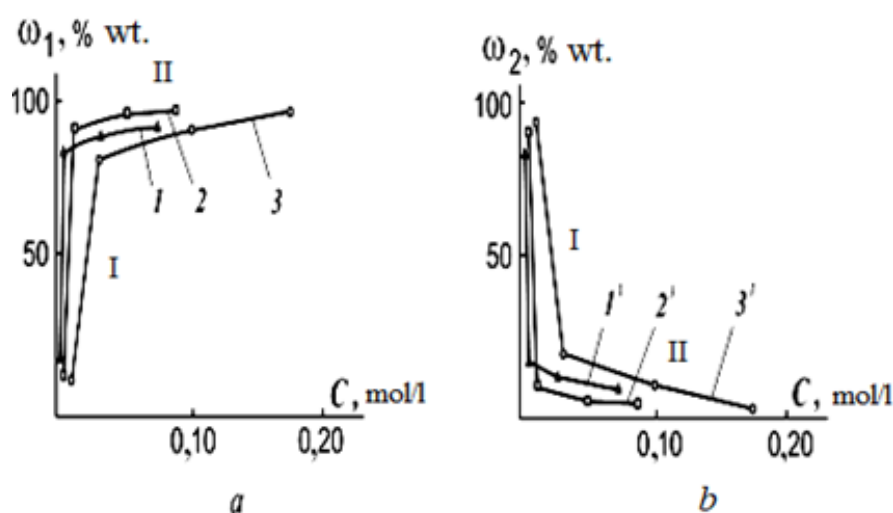 ω₁, % wt.
II
100
50
I
1
2
3
C, mol/l
0,10
0,20
a
ω₂, % wt.
100
50
I
1'
2'
3'
II
C, mol/l
0,10
0,20
b